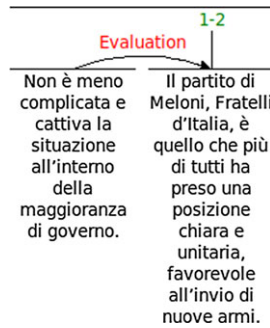 1-2
Evaluation
Non è meno
complicata e
cattiva la
situazione
all'interno
della
maggioranza
di governo.
Il partito di
Meloni, Fratelli
d'Italia, è
quello che più
di tutti ha
preso una
posizione
chiara e
unitaria,
favorevole
all'invio di
nuove armi.